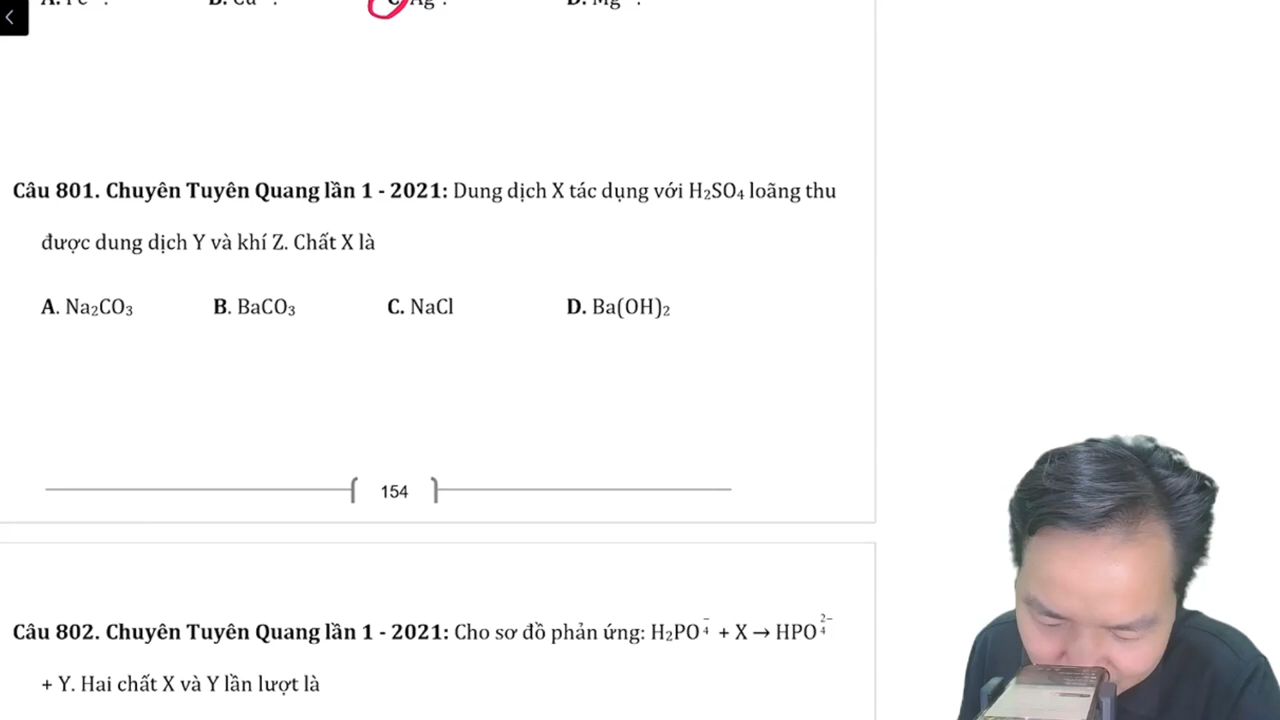 Câu 801. Chuyên Tuyên Quang lần 1 - 2021: Dung dịch X tác dụng với H₂SO₄ loãng thu
được dung dịch Y và khí Z. Chất X là
A. Na₂CO₃ B. BaCO₃ C. NaCl D. Ba(OH)₂
154
Câu 802. Chuyên Tuyên Quang lần 1 - 2021: Cho sơ đồ phản ứng: H₂PO₄⁻ + X → HPO₄²⁻
+ Y. Hai chất X và Y lần lượt là